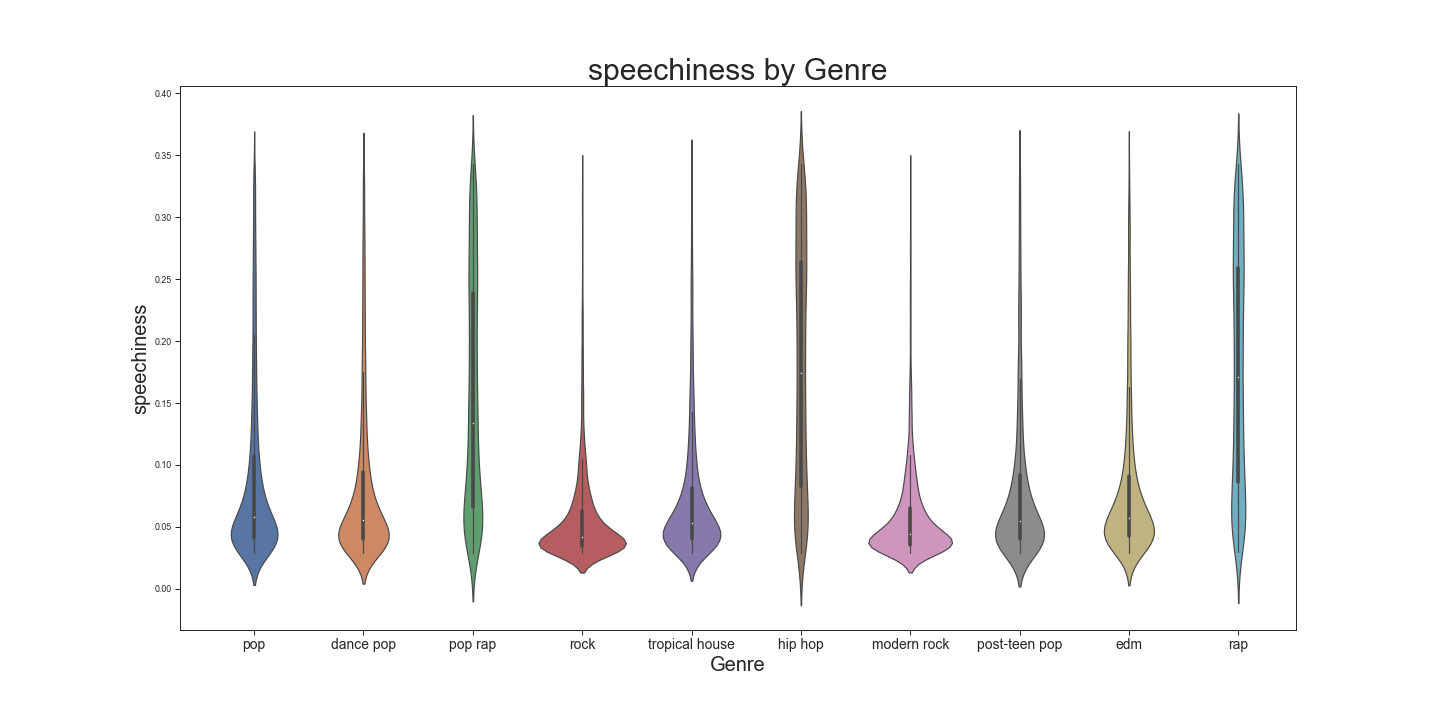 speechiness by Genre
0.40
0.35
0.30
0.25
0.20
0.15
0.10
0.05
0.00
speechiness
pop dance pop pop rap rock tropical house hip hop modern rock post-teen pop edm rap
Genre